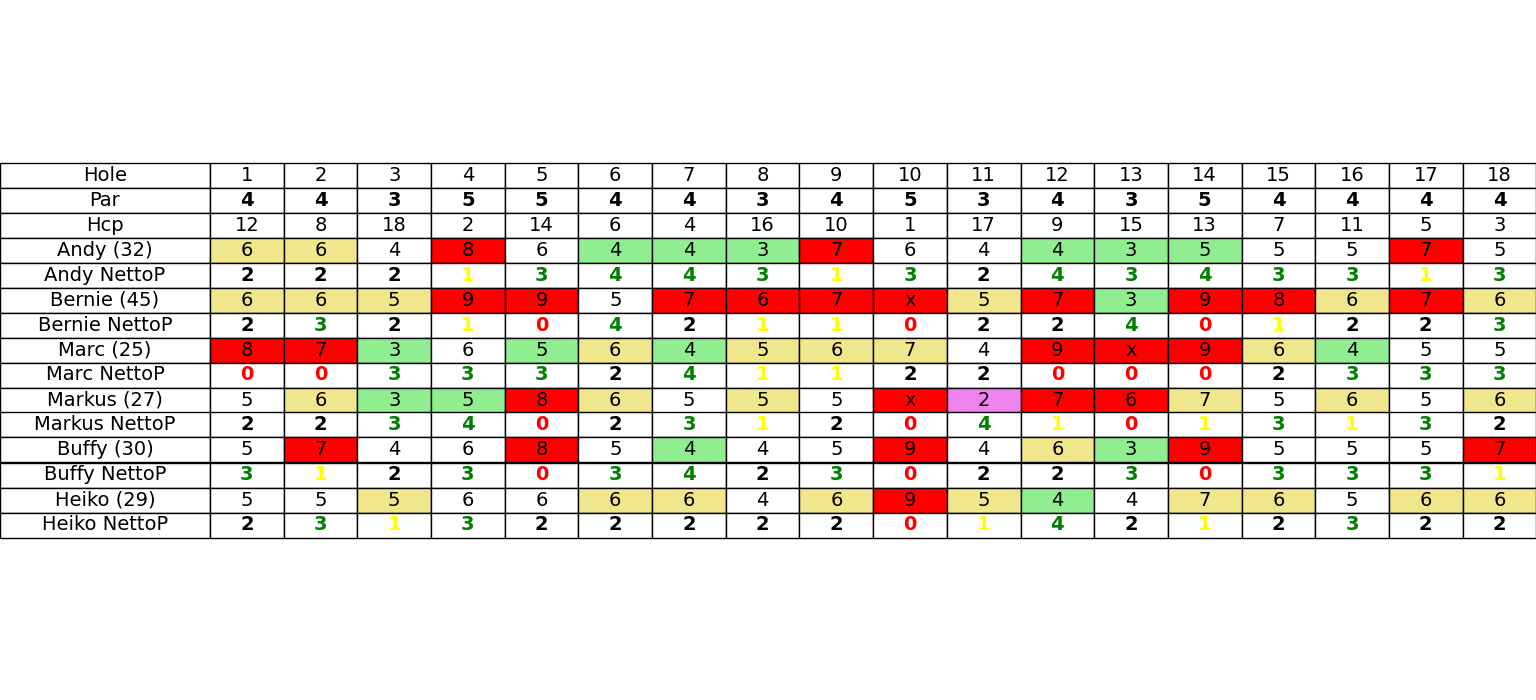 Hole 1 2 3 4 5 6 7 8 9 10 11 12 13 14 15 16 17 18
Par 4 4 3 5 5 4 4 3 4 5 3 4 3 5 4 4 4 4
Hcp 12 8 18 2 14 6 4 16 10 1 17 9 15 13 7 11 5 3
Andy (32) 6 6 4 8 6 4 4 3 7 6 4 4 3 5 5 5 7 5
Andy NettoP 2 2 2 1 3 4 4 3 1 3 2 4 3 4 3 3 1 3
Bernie (45) 6 6 5 9 9 5 7 6 7 x 5 7 3 9 8 6 7 6
Bernie NettoP 2 3 2 1 0 4 2 1 1 0 2 2 4 0 1 2 2 3
Marc (25) 8 7 3 6 5 6 4 5 6 7 4 9 x 9 6 4 5 5
Marc NettoP 0 0 3 3 3 2 4 1 1 2 2 0 0 0 2 3 3 3
Markus (27) 5 6 3 5 8 6 5 5 5 x 2 7 6 7 5 6 5 6
Markus NettoP 2 2 3 4 0 2 3 1 2 0 4 1 0 1 3 1 3 2
Buffy (30) 5 7 4 6 8 5 4 4 5 9 4 6 3 9 5 5 5 7
Buffy NettoP 3 1 2 3 0 3 4 2 3 0 2 2 3 0 3 3 3 1
Heiko (29) 5 5 5 6 6 6 6 4 6 9 5 4 4 7 6 5 6 6
Heiko NettoP 2 3 1 3 2 2 2 2 2 0 1 4 2 1 2 3 2 2